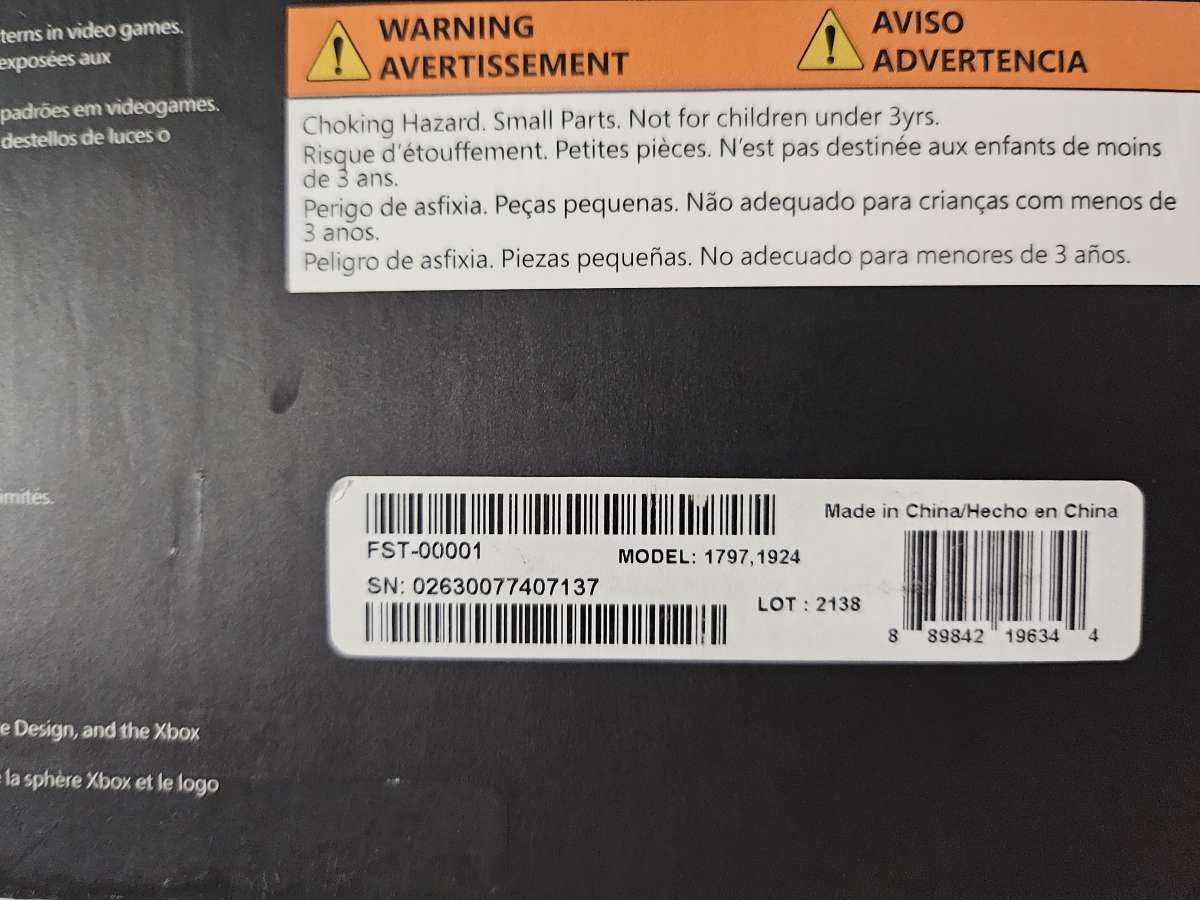 terns in video games.
exposées aux
padrões em videogames.
destellos de luces o
WARNING
AVERTISSEMENT
AVISO
ADVERTENCIA
Choking Hazard. Small Parts. Not for children under 3yrs.
Risque d'étouffement. Petites pièces. N'est pas destinée aux enfants de moins
de 3 ans.
Perigo de asfixia. Peças pequenas. Não adequado para crianças com menos de
3 anos.
Peligro de asfixia. Piezas pequeñas. No adecuado para menores de 3 años.
imités.
FST-00001
MODEL: 1797,1924
SN: 02630077407137
LOT : 2138
Made in China/Hecho en China
8 89842 19634 4
e Design, and the Xbox
la sphère Xbox et le logo